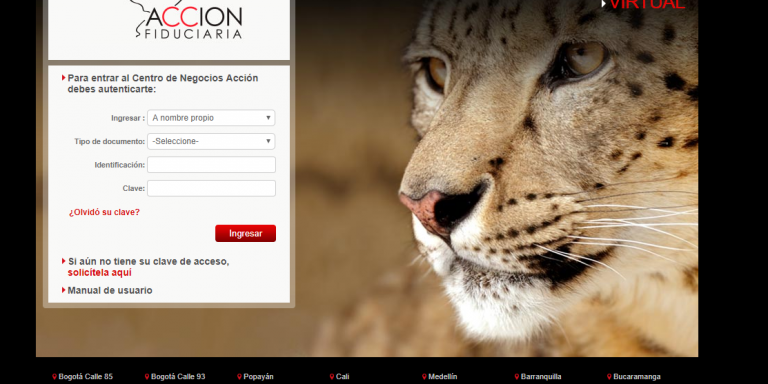 VIRTUAL
ACCION
FIDUCIARIA
Para entrar al Centro de Negocios Acción
debes autenticarte:
Ingresar : A nombre propio
Tipo de documento: -Seleccione-
Identificación:
Clave:
¿Olvidó su clave?
Ingresar
Si aún no tiene su clave de acceso,
solicítela aquí
Manual de usuario
Bogotá Calle 85 Bogotá Calle 93 Popayán Cali Medellín Barranquilla Bucaramanga